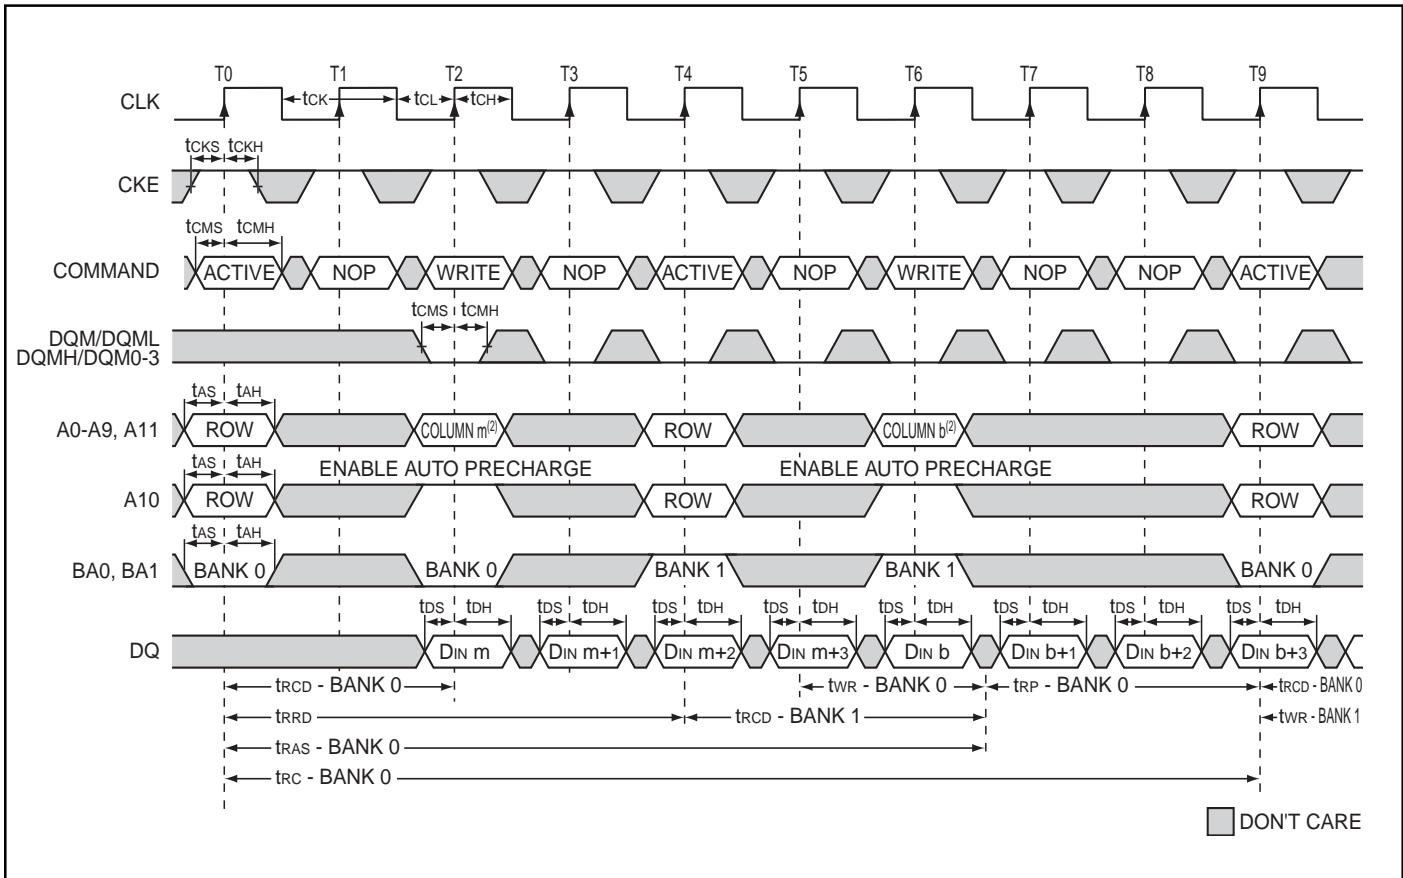 T0 T1 T2 T3 T4 T5 T6 T7 T8 T9
CLK tCK tCL tCH
tCKS tCKH
CKE
tCMS tCMH
COMMAND ACTIVE NOP WRITE NOP ACTIVE NOP WRITE NOP NOP ACTIVE
tCMS tCMH
DQM/DQML
DQMH/DQM0-3
tAS tAH
A0-A9, A11 ROW COLUMN m(2) ROW COLUMN b(2) ROW
tAS tAH ENABLE AUTO PRECHARGE ENABLE AUTO PRECHARGE
A10 ROW ROW ROW
tAS tAH
BA0, BA1 BANK 0 BANK 0 BANK 1 BANK 1 BANK 0
tDS tDH tDS tDH tDS tDH tDS tDH tDS tDH tDS tDH tDS tDH tDS tDH
DQ DIN m DIN m+1 DIN m+2 DIN m+3 DIN b DIN b+1 DIN b+2 DIN b+3
tRCD - BANK 0 tWR - BANK 0 tRP - BANK 0 tRCD - BANK 0
tRRD tRCD - BANK 1 tWR - BANK 1
tRAS - BANK 0
tRC - BANK 0
DON'T CARE